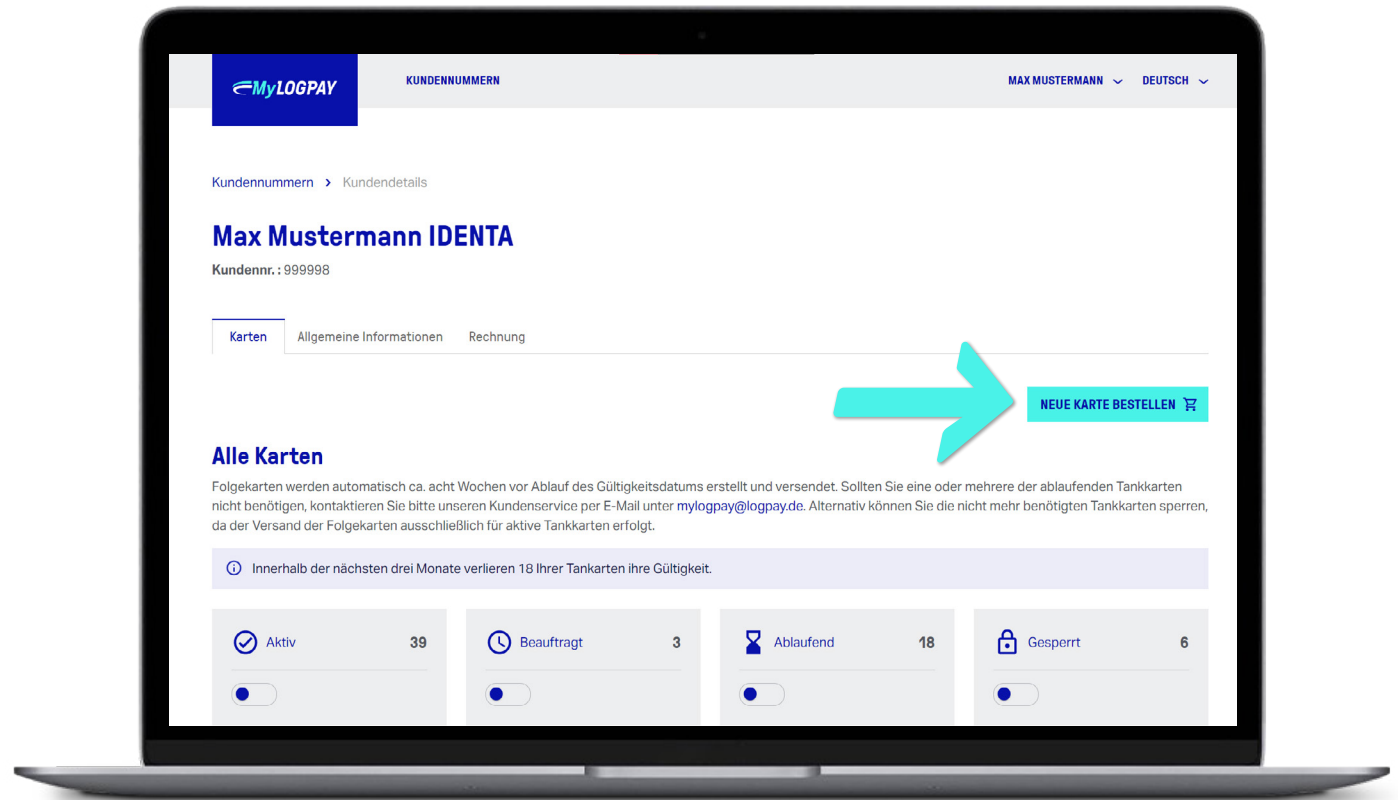 MyLOGPAY
KUNDENNUMMERN
MAX MUSTERMANN
DEUTSCH
Kundennummern > Kundendetails
Max Mustermann IDENTA
Kundennr. : 999998
Karten
Allgemeine Informationen
Rechnung
NEUE KARTE BESTELLEN
Alle Karten
Folgekarten werden automatisch ca. acht Wochen vor Ablauf des Gültigkeitsdatums erstellt und versendet. Sollten Sie eine oder mehrere der ablaufenden Tankkarten
nicht benötigen, kontaktieren Sie bitte unseren Kundenservice per E-Mail unter mylogpay@logpay.de. Alternativ können Sie die nicht mehr benötigten Tankkarten sperren,
da der Versand der Folgekarten ausschließlich für aktive Tankkarten erfolgt.
Innerhalb der nächsten drei Monate verlieren 18 Ihrer Tankarten ihre Gültigkeit.
Aktiv 39
Beauftragt 3
Ablaufend 18
Gesperrt 6